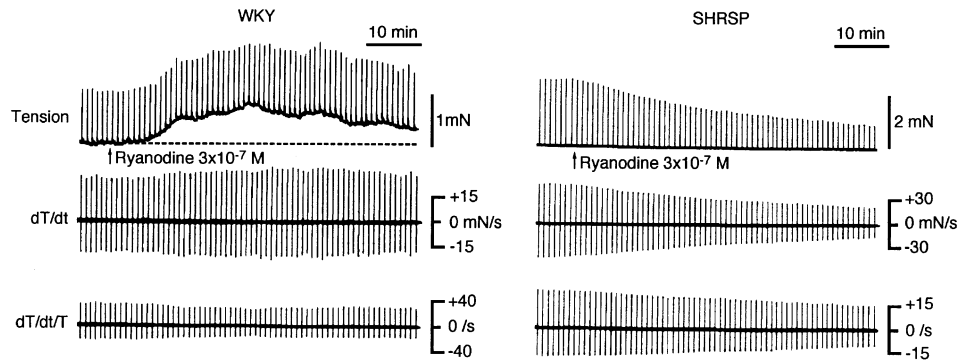 WKY
10 min
Tension
1mN
Ryanodine 3x10-7 M
dT/dt
+15
0 mN/s
-15
dT/dt/T
+40
0 /s
-40
SHRSP
10 min
2 mN
Ryanodine 3x10-7 M
+30
0 mN/s
-30
+15
0 /s
-15